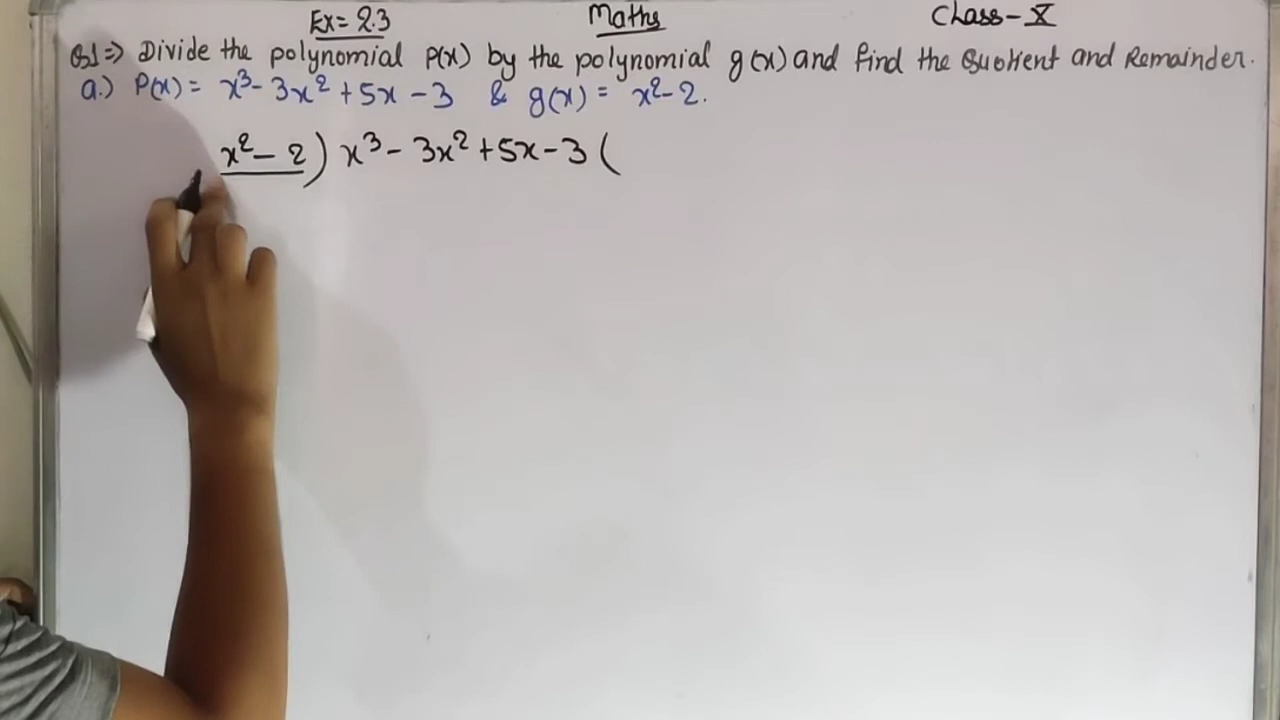 Ex= 2.3 Maths Class-X
Q1⇒ Divide the polynomial P(x) by the polynomial g(x) and find the Quotient and Remainder.
a.) P(x) = x³- 3x² + 5x - 3 & g(x) = x²- 2.
x² - 2 ) x³ - 3x² + 5x - 3 (